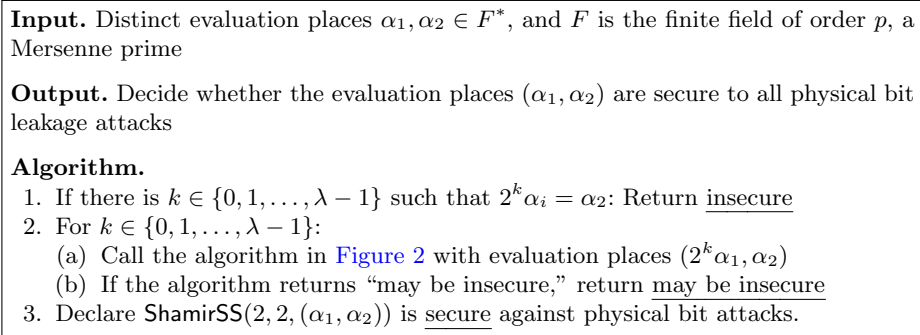 Input. Distinct evaluation places α₁, α₂ ∈ F*, and F is the finite field of order p, a
Mersenne prime
Output. Decide whether the evaluation places (α₁, α₂) are secure to all physical bit
leakage attacks
Algorithm.
1. If there is k ∈ {0, 1, . . . , λ − 1} such that 2ᵏαᵢ = α₂: Return insecure
2. For k ∈ {0, 1, . . . , λ − 1}:
(a) Call the algorithm in Figure 2 with evaluation places (2ᵏα₁, α₂)
(b) If the algorithm returns “may be insecure,” return may be insecure
3. Declare ShamirSS(2, 2, (α₁, α₂)) is secure against physical bit attacks.